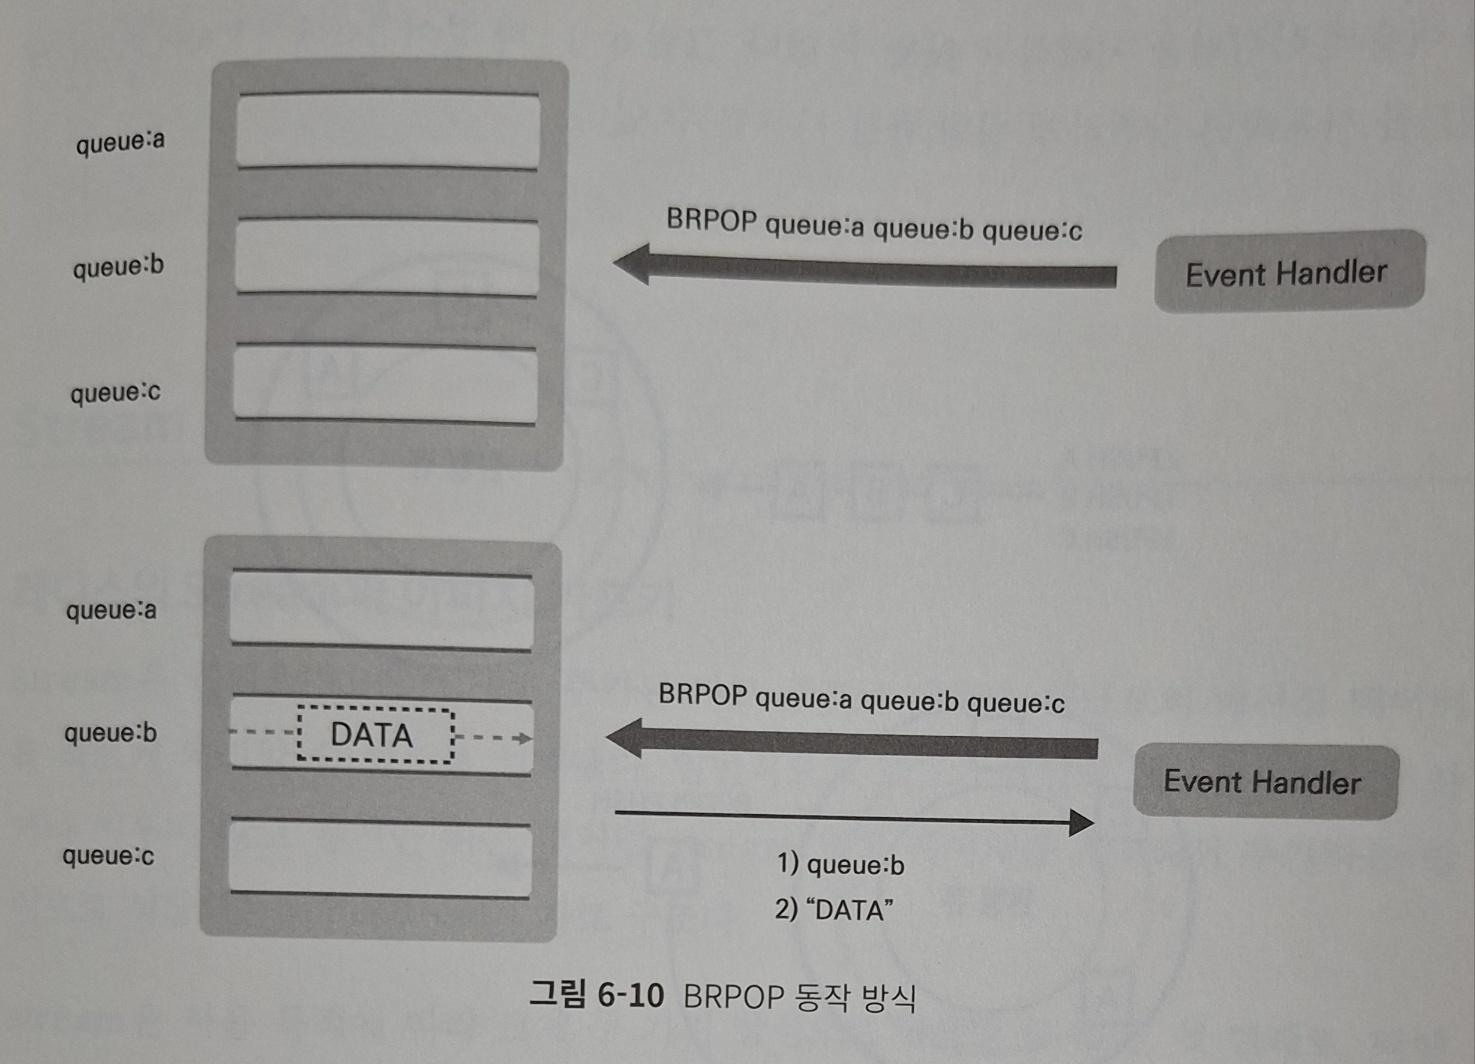 queue:a
BRPOP queue:a queue:b queue:c
queue:b
Event Handler
queue:c
queue:a
BRPOP queue:a queue:b queue:c
queue:b
DATA
Event Handler
queue:c
1) queue:b
2) “DATA”
그림 6-10 BRPOP 동작 방식